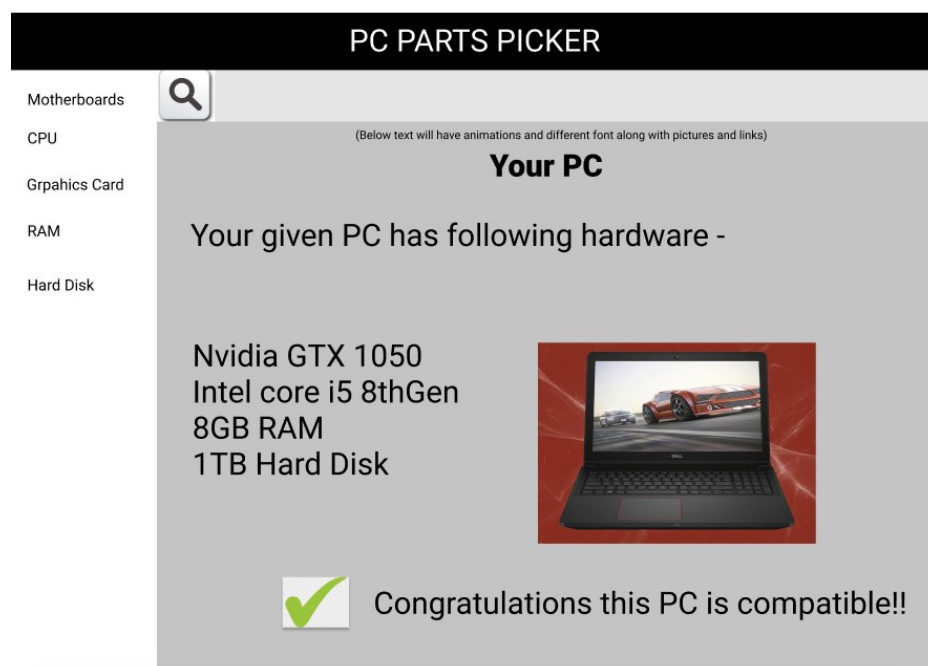 PC PARTS PICKER
Motherboards
CPU
Grpahics Card
RAM
Hard Disk
(Below text will have animations and different font along with pictures and links)
Your PC
Your given PC has following hardware -
Nvidia GTX 1050
Intel core i5 8thGen
8GB RAM
1TB Hard Disk
DELL
Congratulations this PC is compatible!!